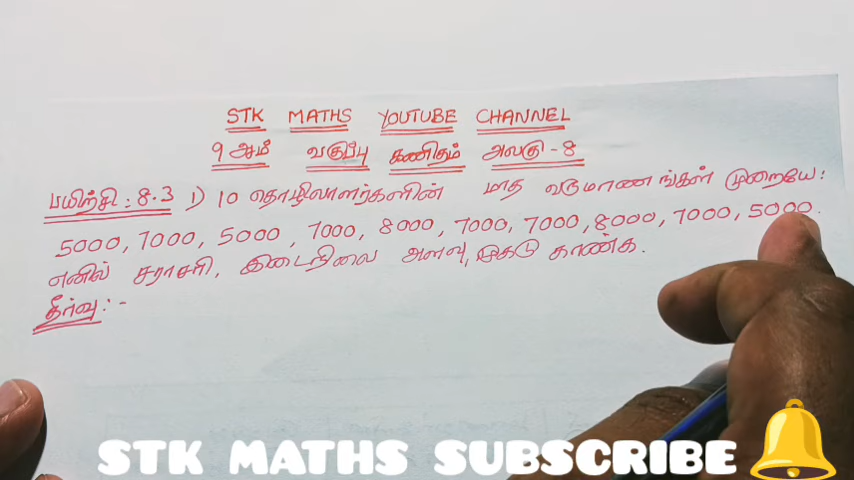 STK MATHS YOUTUBE CHANNEL
9 ஆம் வகுப்பு கணிதம் அலகு - 8
பயிற்சி : 8.3 1) 10 தொழிலாளர்களின் மாத வருமானங்கள் முறையே :
5000, 7000, 5000, 7000, 8000, 7000, 7000, 8000, 7000, 5000.
எனில் சராசரி, இடைநிலை அளவு, முகடு காண்க.
தீர்வு : -
STK MATHS SUBSCRIBE